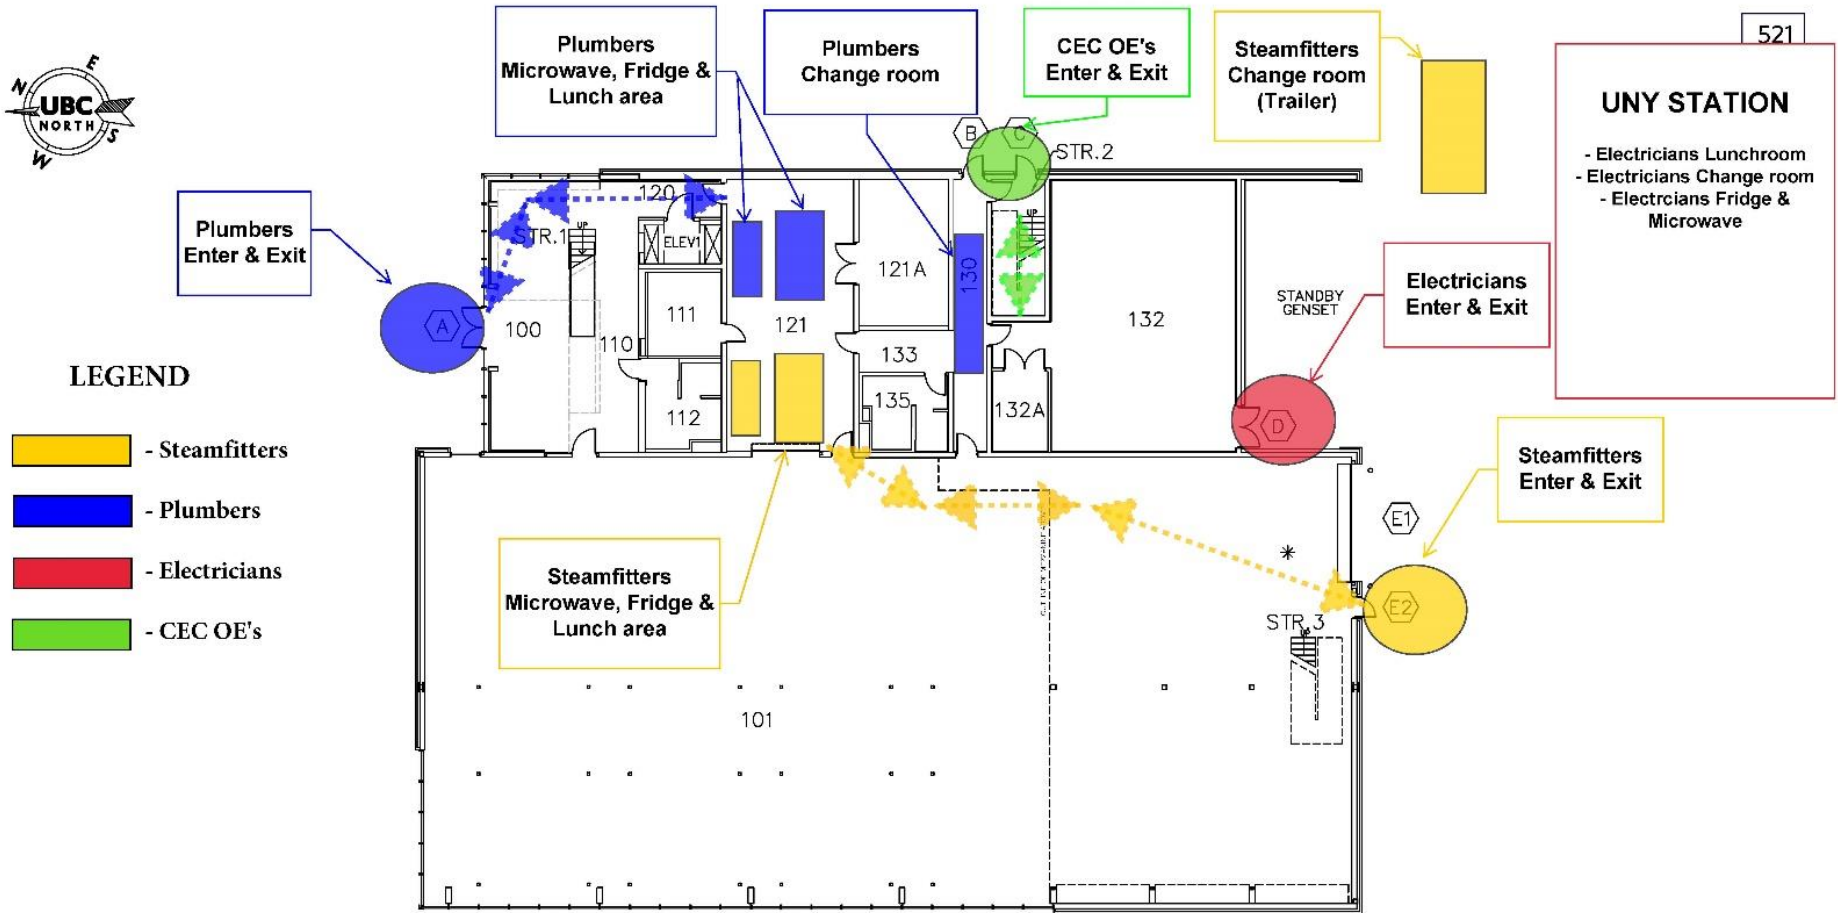 E
N
UBC
NORTH
S
W
Plumbers
Microwave, Fridge &
Lunch area
Plumbers
Change room
CEC OE's
Enter & Exit
Steamfitters
Change room
(Trailer)
521
UNY STATION
- Electricians Lunchroom
- Electricians Change room
- Electrcians Fridge &
Microwave
B
C
STR.2
Plumbers
Enter & Exit
120
STR.1
UP
ELEV1
121A
130
UP
STANDBY
GENSET
Electricians
Enter & Exit
A
100
110
111
121
133
132
LEGEND
- Steamfitters
- Plumbers
- Electricians
- CEC OE's
112
135
132A
D
Steamfitters
Enter & Exit
E1
E2
Steamfitters
Microwave, Fridge &
Lunch area
STR.3
UP
101